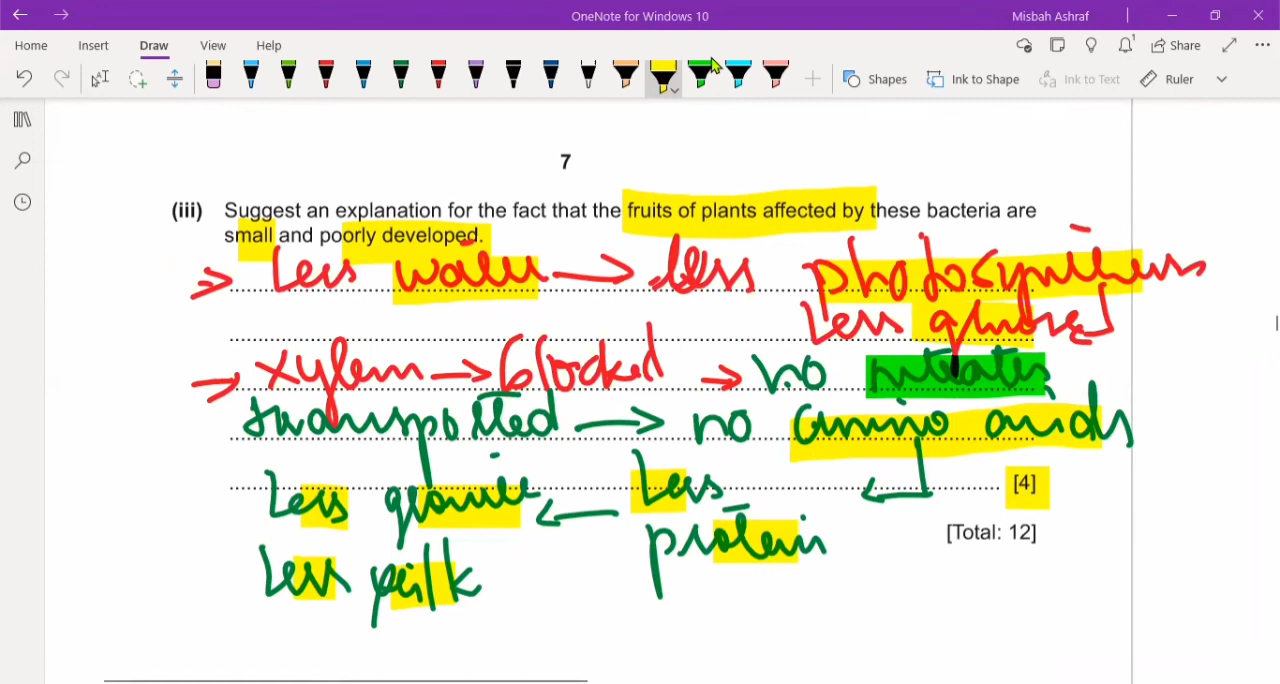 OneNote for Windows 10
Misbah Ashraf
Home Insert Draw View Help
Share
Shapes Ink to Shape Ink to Text Ruler
7
(iii) Suggest an explanation for the fact that the fruits of plants affected by these bacteria are
small and poorly developed.
Less water → less photosynthesis
Less glucose
→ xylem → blocked → no nitrates
transported → no amino acids
[4]
Less
Less ←
protein
[Total: 12]
Less